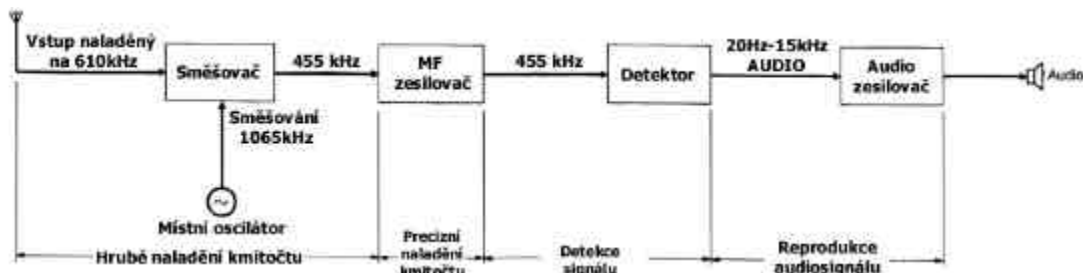 Vstup naladěný
na 610kHz
Směšovač
455 kHz
MF
zesilovač
455 kHz
Detektor
20Hz-15kHz
AUDIO
Audio
zesilovač
Audio
Směšování
1065kHz
Místní oscilátor
Hrubé naladění kmitočtu
Precizní
naladění
kmitočtu
Detekce
signálu
Reprodukce
audiosignálu